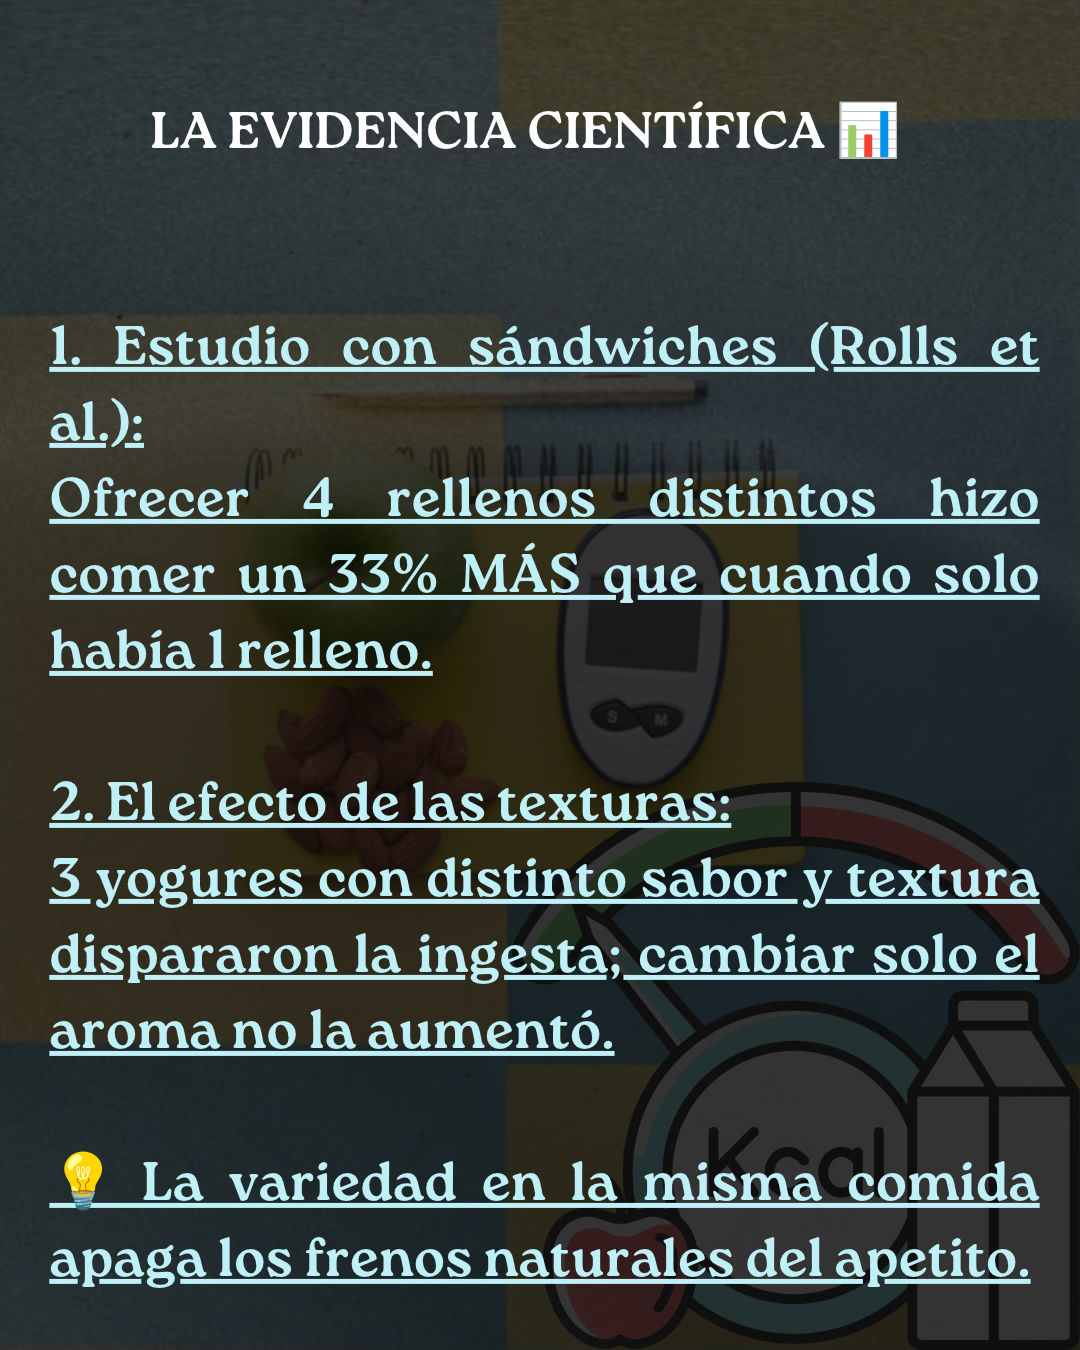 LA EVIDENCIA CIENTÍFICA 📊
1. Estudio con sándwiches (Rolls et
al.):
Ofrecer 4 rellenos distintos hizo
comer un 33% MÁS que cuando solo
había 1 relleno.
2. El efecto de las texturas:
3 yogures con distinto sabor y textura
dispararon la ingesta; cambiar solo el
aroma no la aumentó.
💡 La variedad en la misma comida
apaga los frenos naturales del apetito.
S M
Kcal